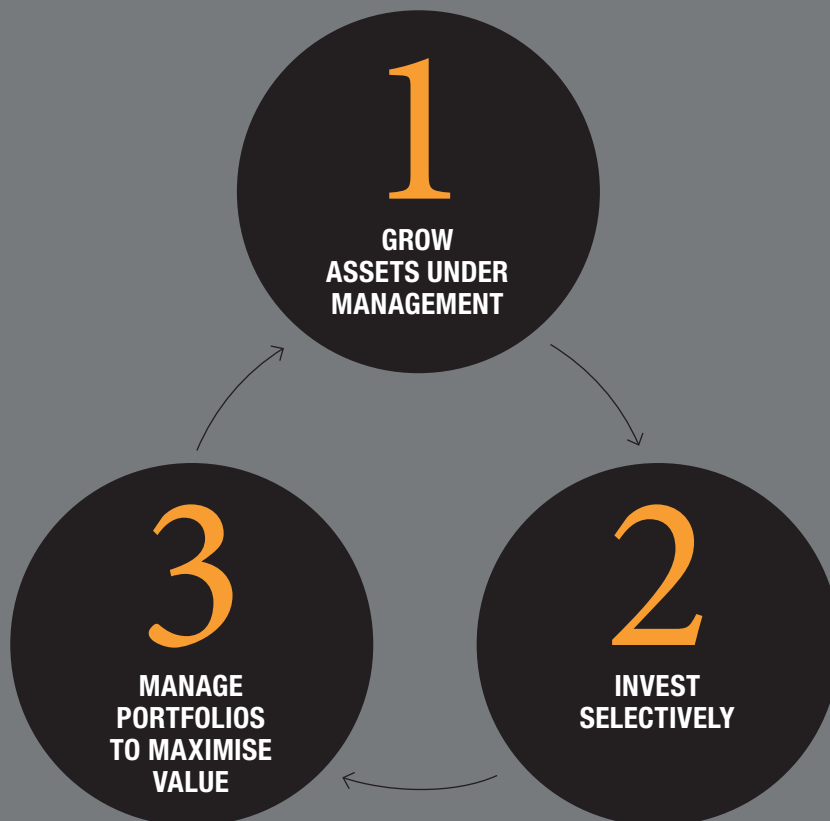 1
GROW
ASSETS UNDER
MANAGEMENT
2
INVEST
SELECTIVELY
3
MANAGE
PORTFOLIOS
TO MAXIMISE
VALUE